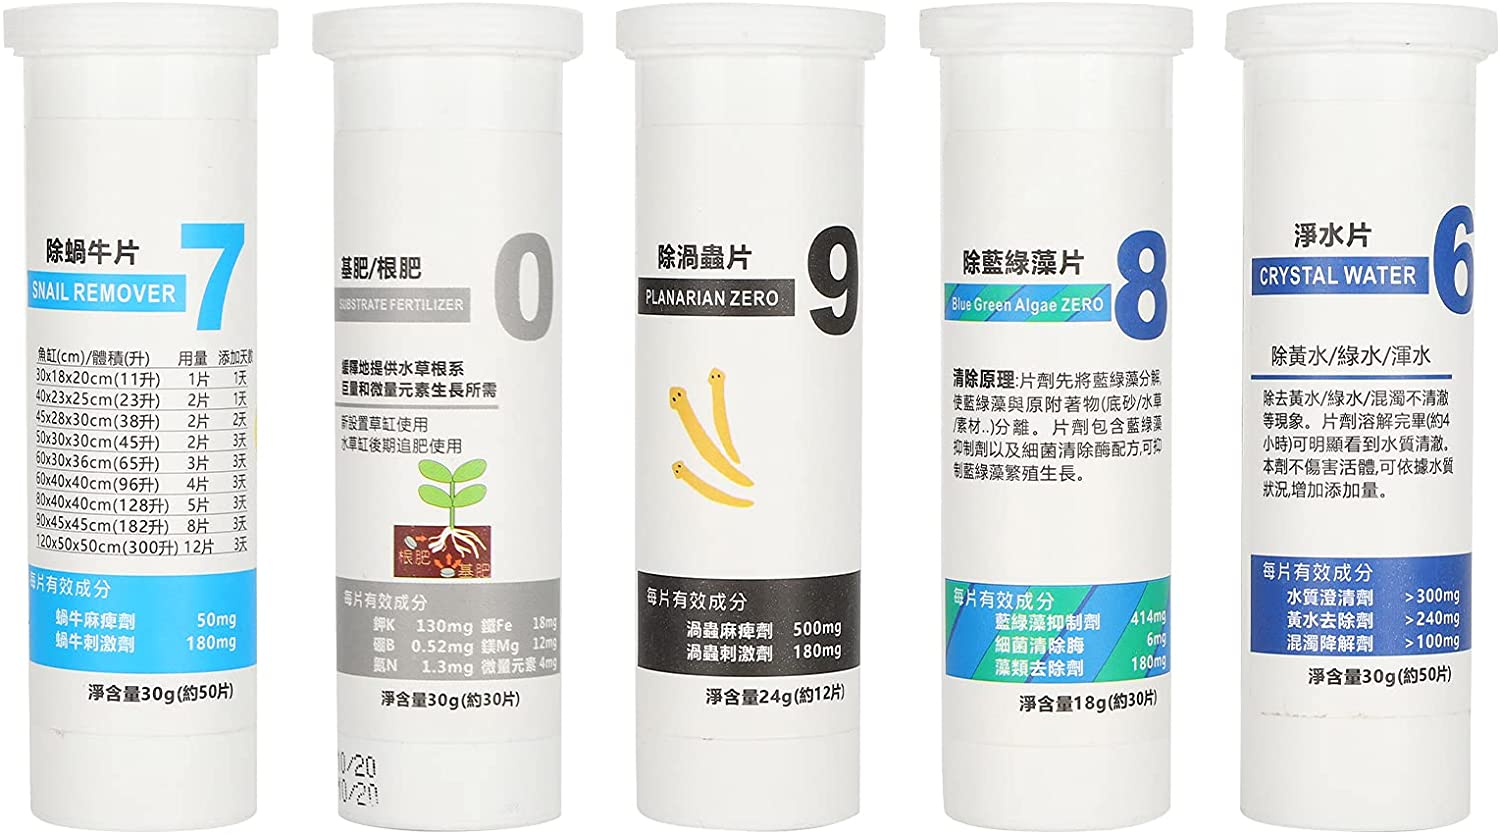 除蝸牛片
7
SNAIL REMOVER
魚缸(cm)/體積(升) 用量 添加天數
30x18x20cm(11升) 1片 1天
40x23x25cm(23升) 2片 1天
45x28x30cm(38升) 2片 2天
50x30x30cm(45升) 2片 3天
60x30x36cm(65升) 3片 3天
60x40x40cm(96升) 4片 3天
80x40x40cm(128升) 5片 3天
90x45x45cm(182升) 8片 3天
120x50x50cm(300升) 12片 3天
每片有效成分
蝸牛麻痺劑 50mg
蝸牛刺激劑 180mg
淨含量30g(約50片)
基肥/根肥
0
SUBSTRATE FERTILIZER
緩釋地提供水草根系
巨量和微量元素生長所需
新設置草缸使用
水草缸後期追肥使用
根肥
基肥
每片有效成分
鉀K 130mg 鐵Fe 18mg
硼B 0.52mg 鎂Mg 12mg
氮N 1.3mg 微量元素 4mg
淨含量30g(約30片)
10/20
10/20
除渦蟲片
9
PLANARIAN ZERO
每片有效成分
渦蟲麻痺劑 500mg
渦蟲刺激劑 180mg
淨含量24g(約12片)
除藍綠藻片
8
Blue Green Algae ZERO
清除原理:片劑先將藍綠藻分解,
使藍綠藻與原附著物(底砂/水草
/素材..)分離。片劑包含藍綠藻
抑制劑以及細菌清除酶配方,可抑
制藍綠藻繁殖生長。
每片有效成分
藍綠藻抑制劑 414mg
細菌清除酶 6mg
藻類去除劑 180mg
淨含量18g(約30片)
淨水片
6
CRYSTAL WATER
除黃水/綠水/渾水
除去黃水/綠水/混濁不清澈
等現象。片劑溶解完畢(約4
小時)可明顯看到水質清澈。
本劑不傷害活體,可依據水質
狀況,增加添加量。
每片有效成分
水質澄清劑 >300mg
黃水去除劑 >240mg
混濁降解劑 >100mg
淨含量30g(約50片)